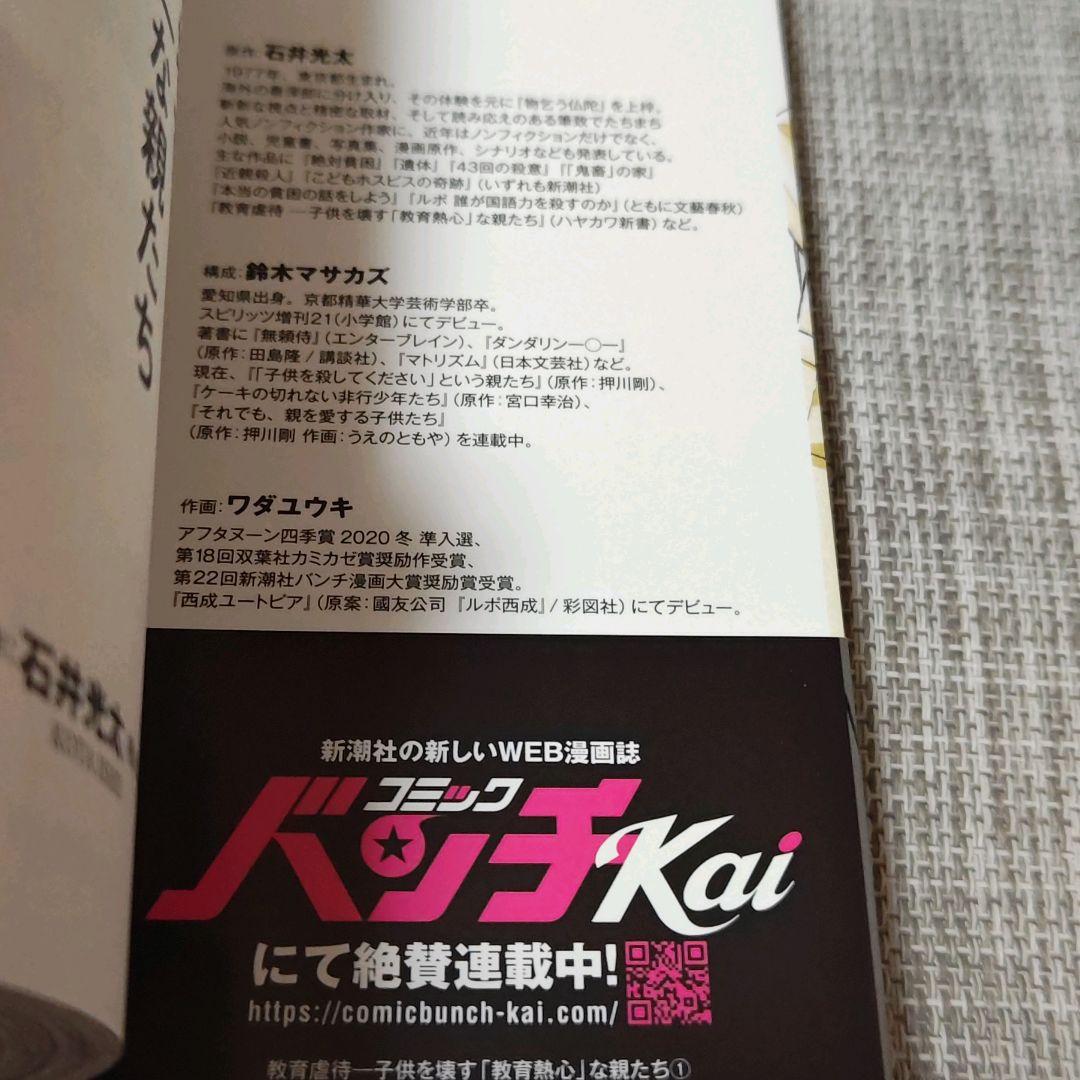 な親たち
石井光太
原作:石井光太
1977年、東京都生まれ。
海外の最深部に分け入り、その体験を元に『物乞う仏陀』を上梓。
斬新な視点と精密な取材、そして読み応えのある筆致でたちまち
人気ノンフィクション作家に。近年はノンフィクションだけでなく、
小説、児童書、写真集、漫画原作、シナリオなども発表している。
主な作品に『絶対貧困』『遺体』『43回の殺意』『「鬼畜」の家』
『近親殺人』『こどもホスピスの奇跡』(いずれも新潮社)
『本当の貧困の話をしよう』『ルポ 誰が国語力を殺すのか』(ともに文藝春秋)
『教育虐待 ―子供を壊す「教育熱心」な親たち』(ハヤカワ新書)など。
構成:鈴木マサカズ
愛知県出身。京都精華大学芸術学部卒。
スピリッツ増刊21(小学館)にてデビュー。
著書に『無頼侍』(エンターブレイン)、『ダンダリン一〇一』
(原作:田島隆/講談社)、『マトリズム』(日本文芸社)など。
現在、『「子供を殺してください」という親たち』(原作:押川剛)、
『ケーキの切れない非行少年たち』(原作:宮口幸治)、
『それでも、親を愛する子供たち』
(原作:押川剛 作画:うえのともや)を連載中。
作画:ワダユウキ
アフタヌーン四季賞2020 冬 準入選、
第18回双葉社カミカゼ賞奨励作受賞、
第22回新潮社バンチ漫画大賞奨励賞受賞。
『西成ユートピア』(原案:國友公司『ルポ西成』/彩図社)にてデビュー。
新潮社の新しいWEB漫画誌
コミック
バンチKai
にて絶賛連載中!
https://comicbunch-kai.com/
教育虐待―子供を壊す「教育熱心」な親たち①